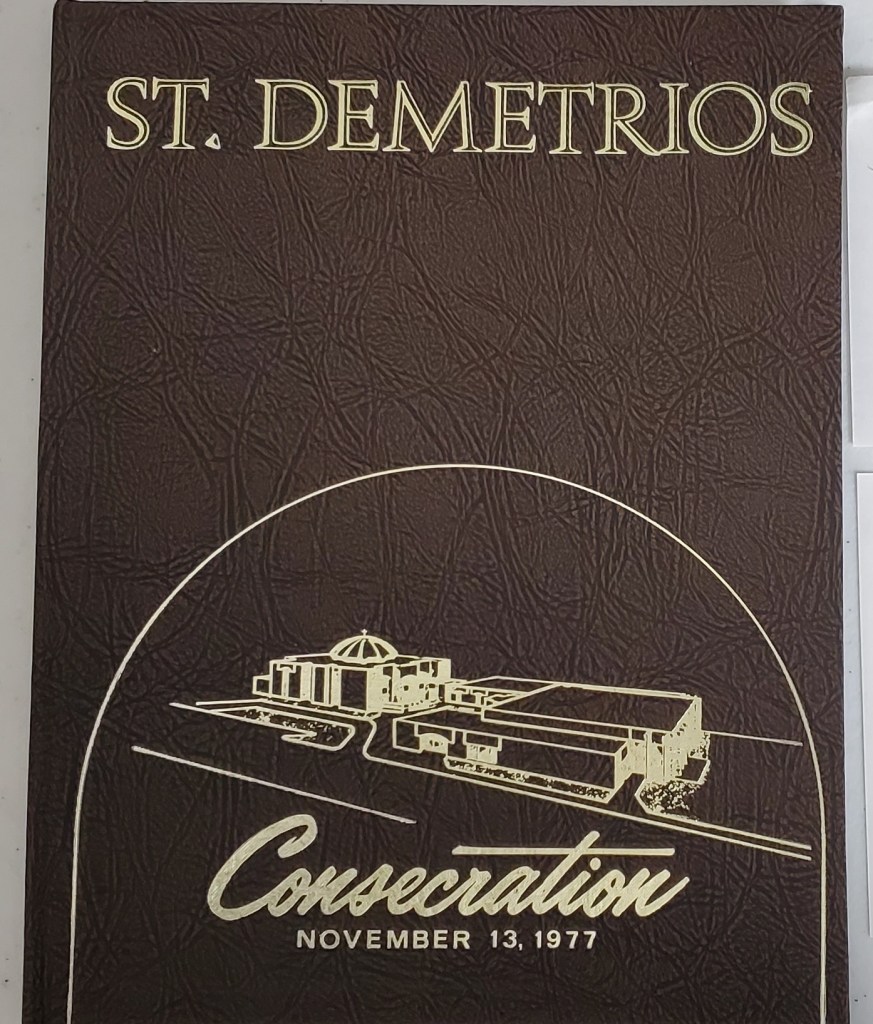 ST. DEMETRIOS
Consecration
NOVEMBER 13, 1977